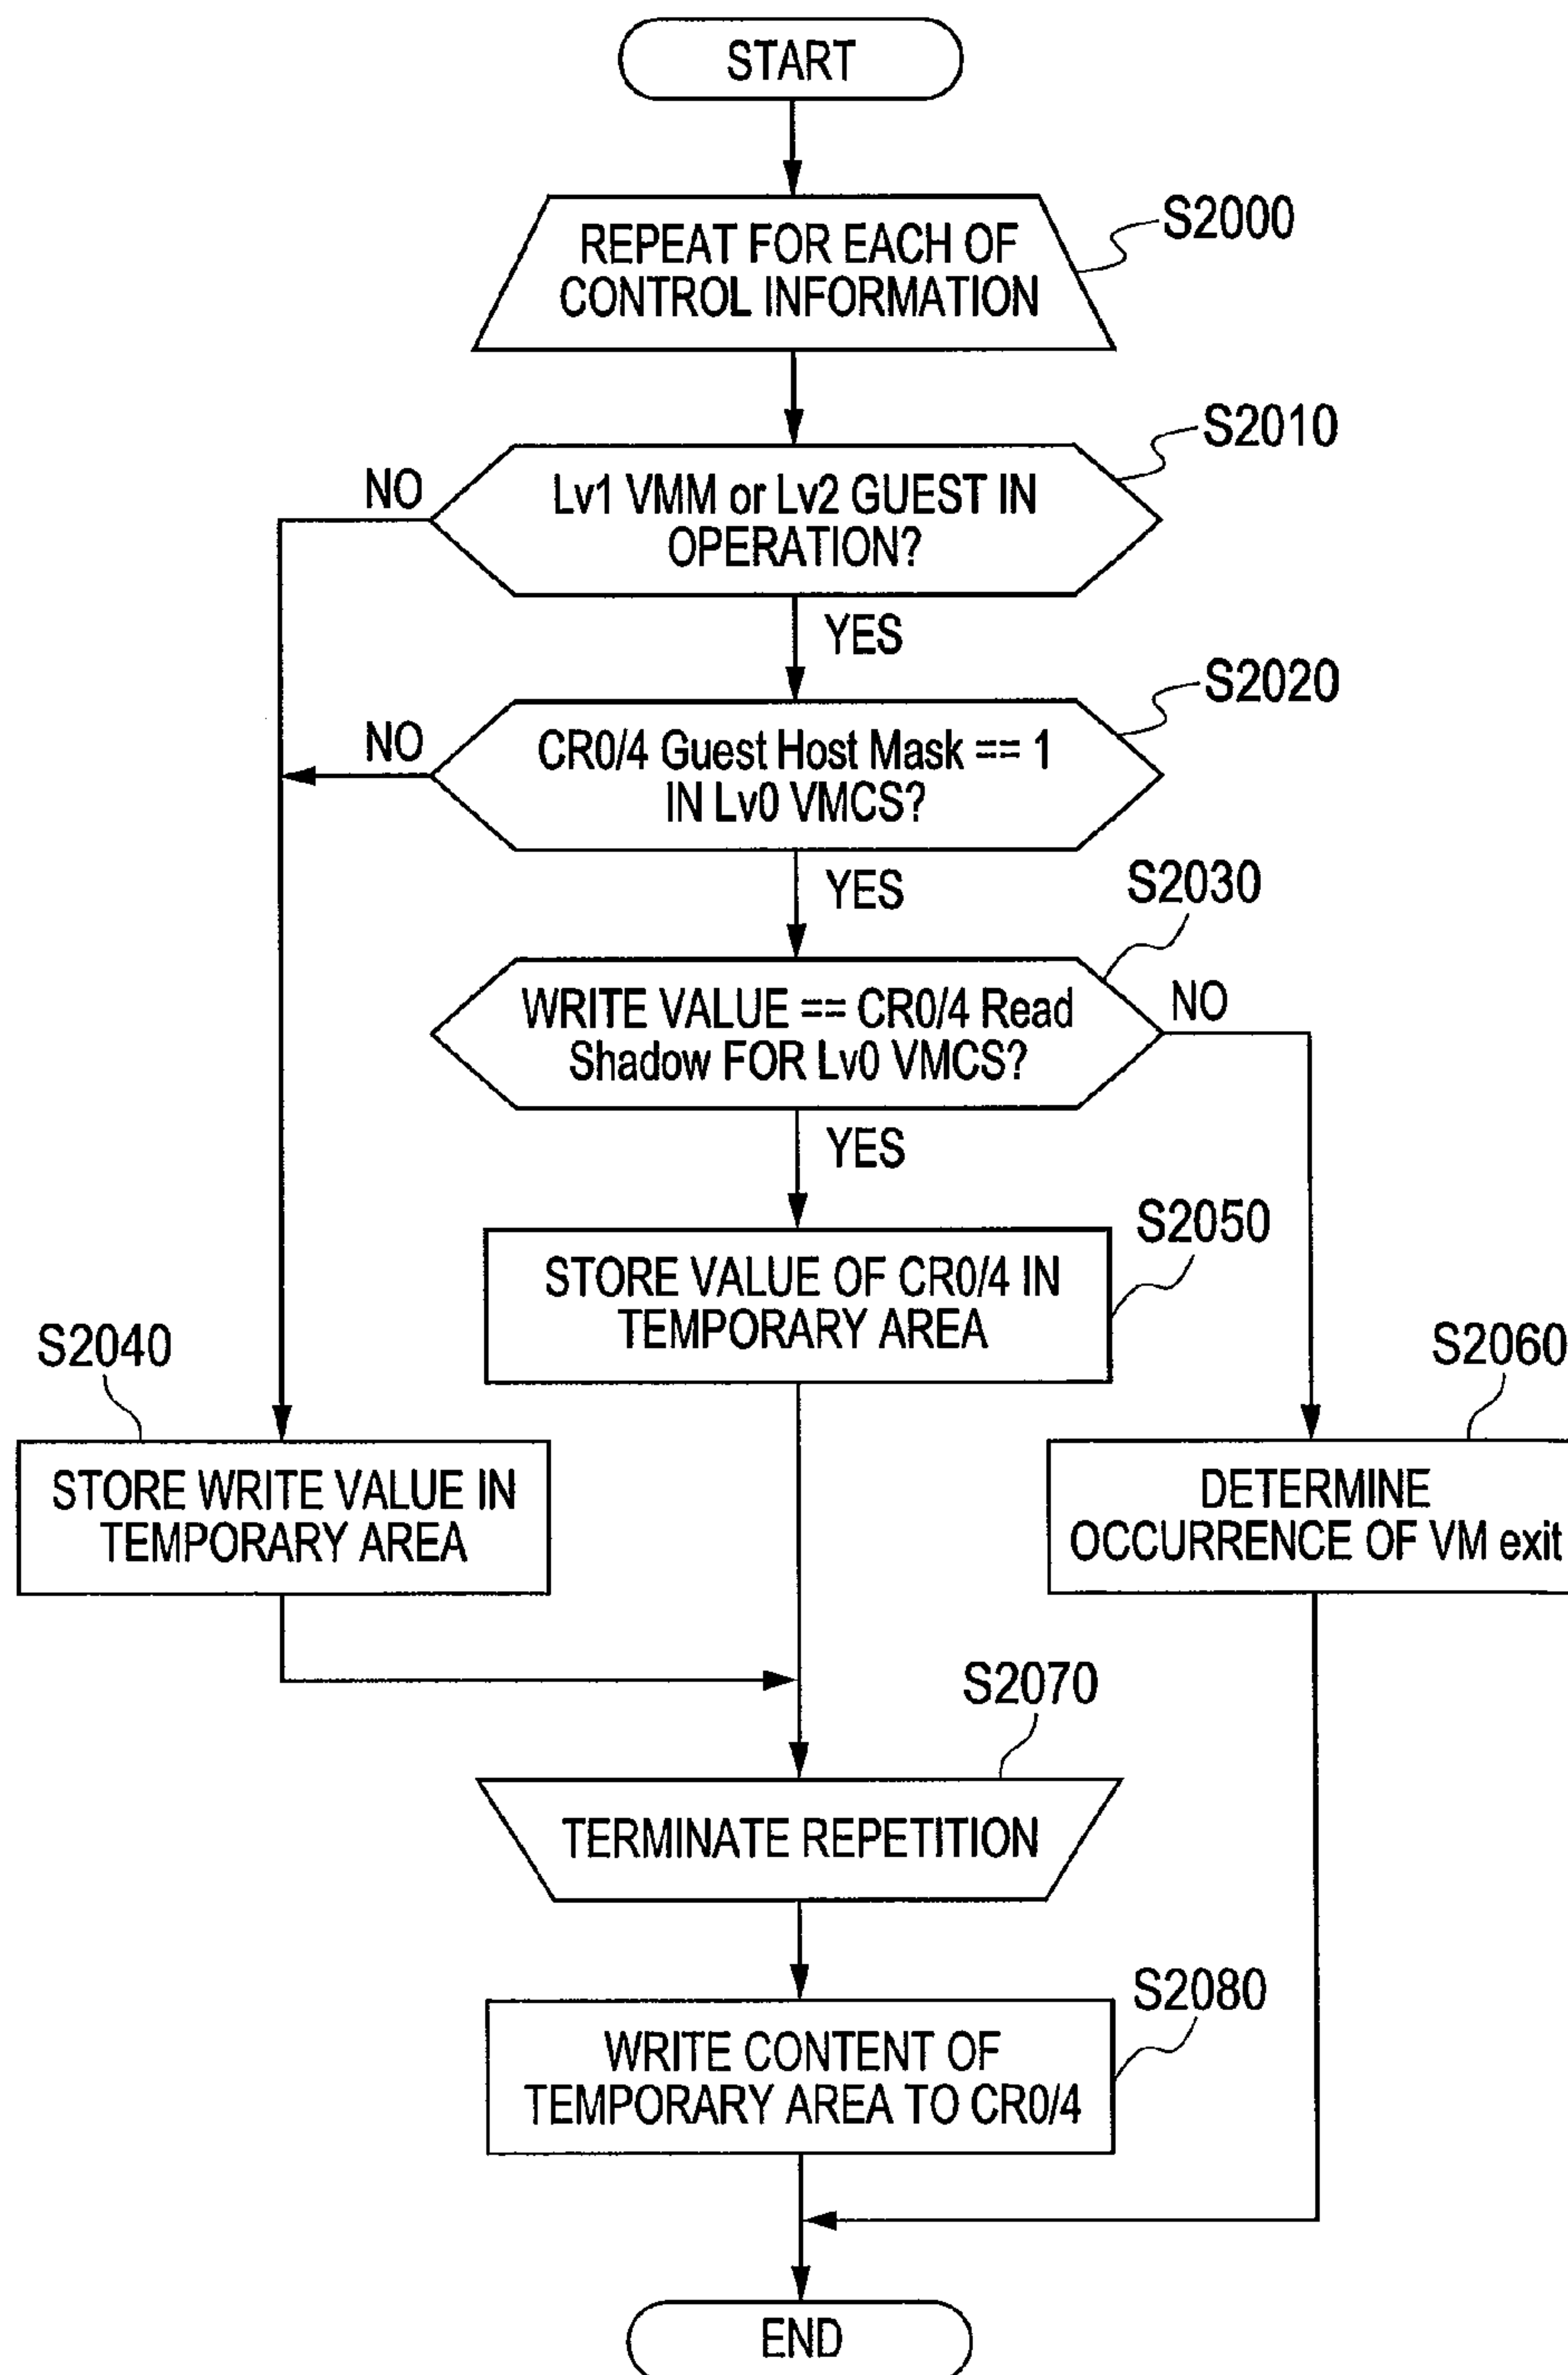 START
REPEAT FOR EACH OF
CONTROL INFORMATION
S2000
Lv1 VMM or Lv2 GUEST IN
OPERATION?
S2010
NO
YES
CR0/4 Guest Host Mask == 1
IN Lv0 VMCS?
S2020
NO
YES
WRITE VALUE == CR0/4 Read
Shadow FOR Lv0 VMCS?
S2030
NO
YES
STORE VALUE OF CR0/4 IN
TEMPORARY AREA
S2050
S2040
STORE WRITE VALUE IN
TEMPORARY AREA
S2060
DETERMINE
OCCURRENCE OF VM exit
S2070
TERMINATE REPETITION
S2080
WRITE CONTENT OF
TEMPORARY AREA TO CR0/4
END